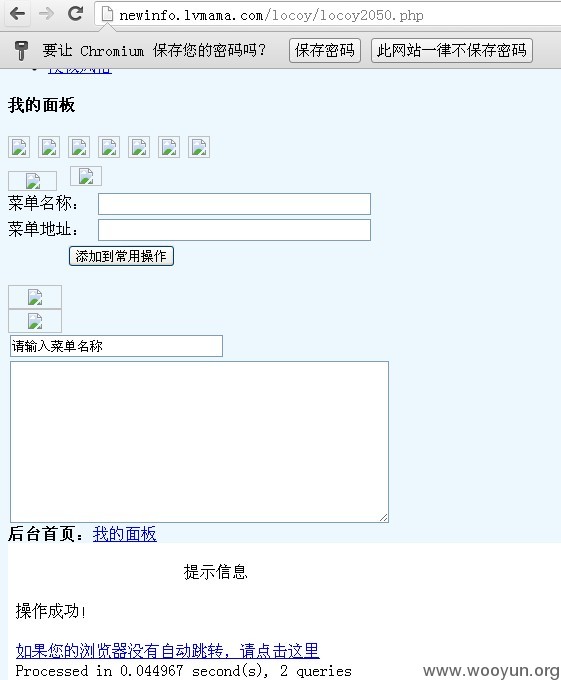 newinfo.lvmama.com/locoy/locoy2050.php
要让 Chromium 保存您的密码吗? 保存密码 此网站一律不保存密码
我的面板
菜单名称:
菜单地址:
添加到常用操作
请输入菜单名称
后台首页: 我的面板
提示信息
操作成功!
如果您的浏览器没有自动跳转, 请点击这里
Processed in 0.044967 second(s), 2 queries
www.wooyun.org